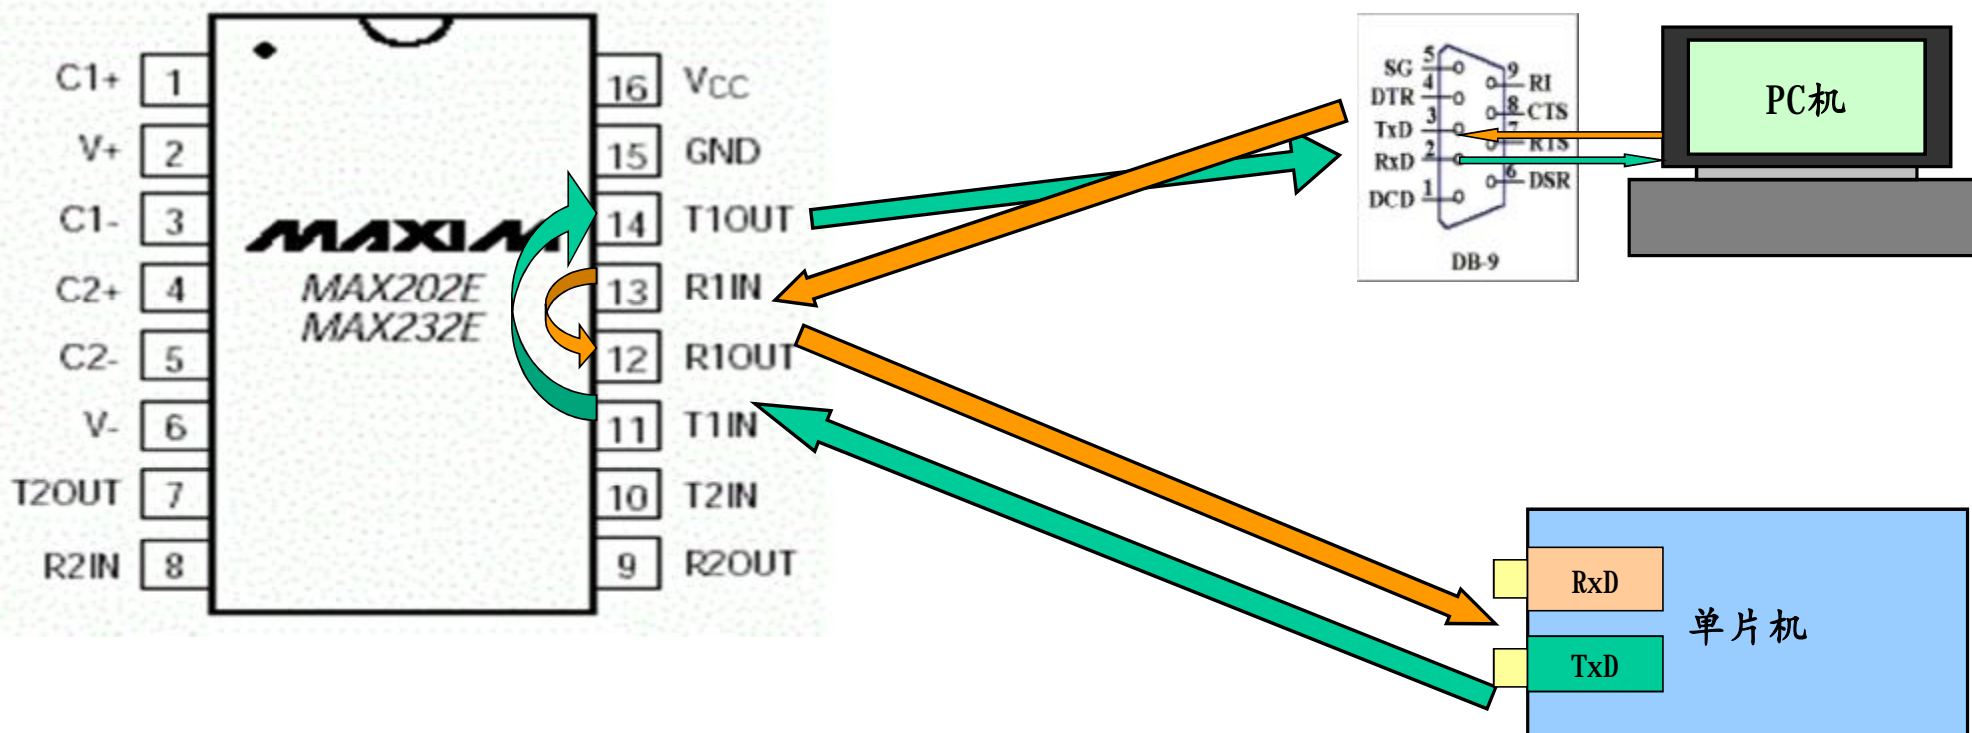 C1+ 1
V+ 2
C1- 3
C2+ 4
C2- 5
V- 6
T2OUT 7
R2IN 8
MAXIM
MAX202E
MAX232E
16 VCC
15 GND
14 T1OUT
13 R1IN
12 R1OUT
11 T1IN
10 T2IN
9 R2OUT
SG 5
DTR 4
TxD 3
RxD 2
DCD 1
9 RI
8 CTS
7 RTS
6 DSR
DB-9
PC机
RxD
TxD
单片机